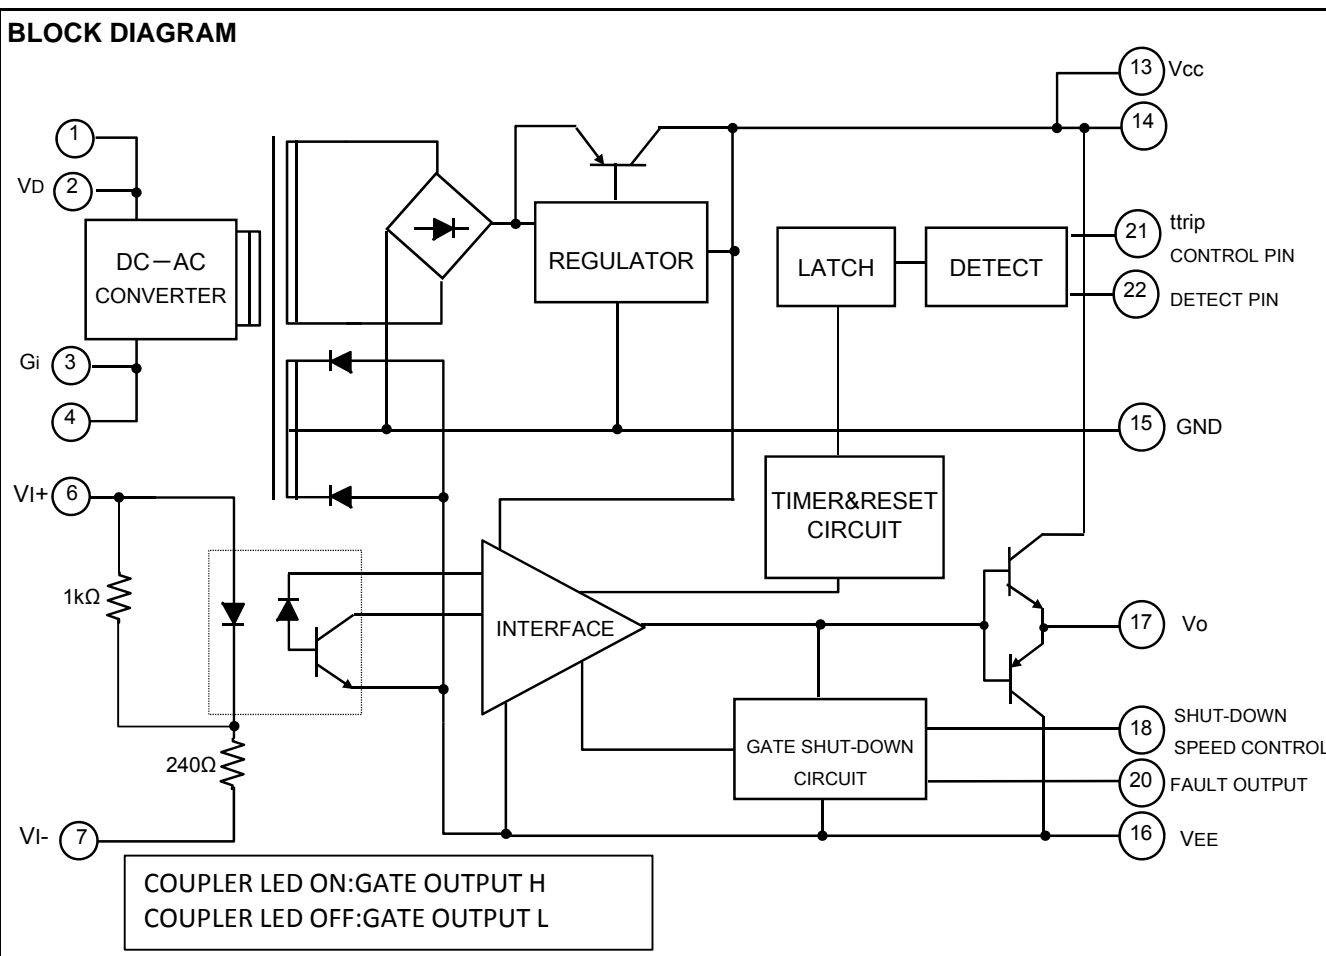 BLOCK DIAGRAM
13 Vcc
14
1
VD 2
DC－AC
CONVERTER
Gi 3
4
REGULATOR
LATCH
DETECT
21 ttrip
CONTROL PIN
22 DETECT PIN
15 GND
VI+ 6
TIMER&RESET
CIRCUIT
1kΩ
INTERFACE
17 Vo
240Ω
GATE SHUT-DOWN
CIRCUIT
18 SHUT-DOWN
SPEED CONTROL
20 FAULT OUTPUT
VI- 7
16 VEE
COUPLER LED ON:GATE OUTPUT H
COUPLER LED OFF:GATE OUTPUT L